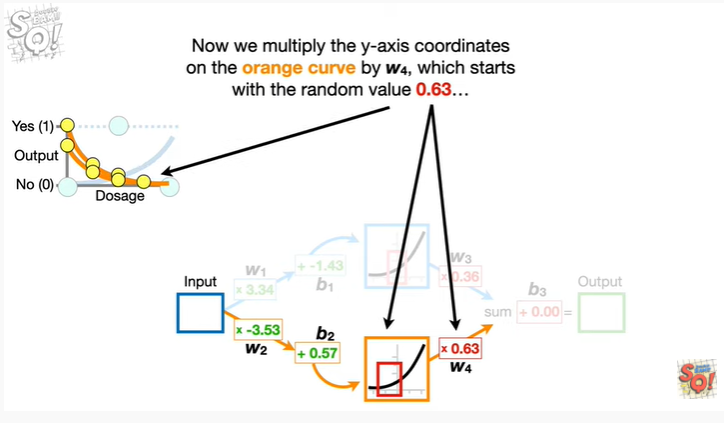 Now we multiply the y-axis coordinates
on the orange curve by w4, which starts
with the random value 0.63...
Yes (1)
Output
No (0)
Dosage
Input
w1
x 3.34
+ -1.43
b1
w3
x 0.36
b3
Output
sum + 0.00 =
x -3.53
w2
b2
+ 0.57
x 0.63
w4
SQ!